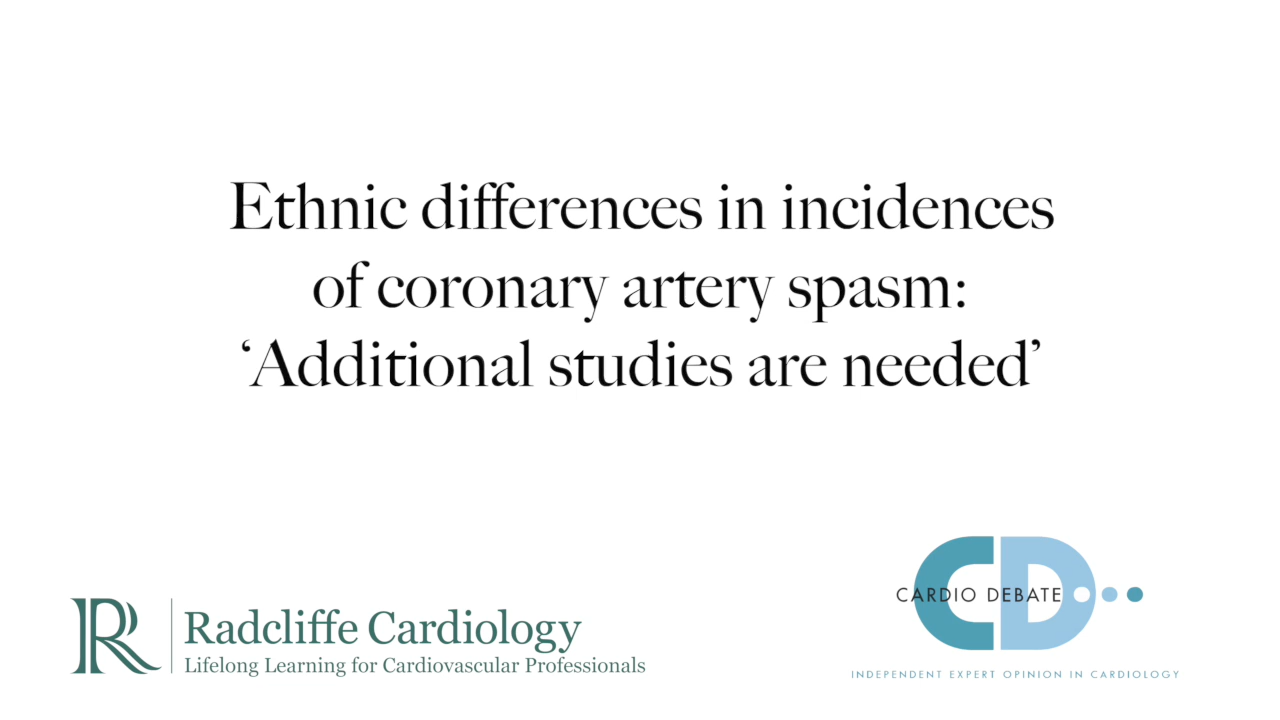 Ethnic differences in incidences
of coronary artery spasm:
‘Additional studies are needed’
R
Radcliffe Cardiology
Lifelong Learning for Cardiovascular Professionals
CD
CARDIO DEBATE
INDEPENDENT EXPERT OPINION IN CARDIOLOGY